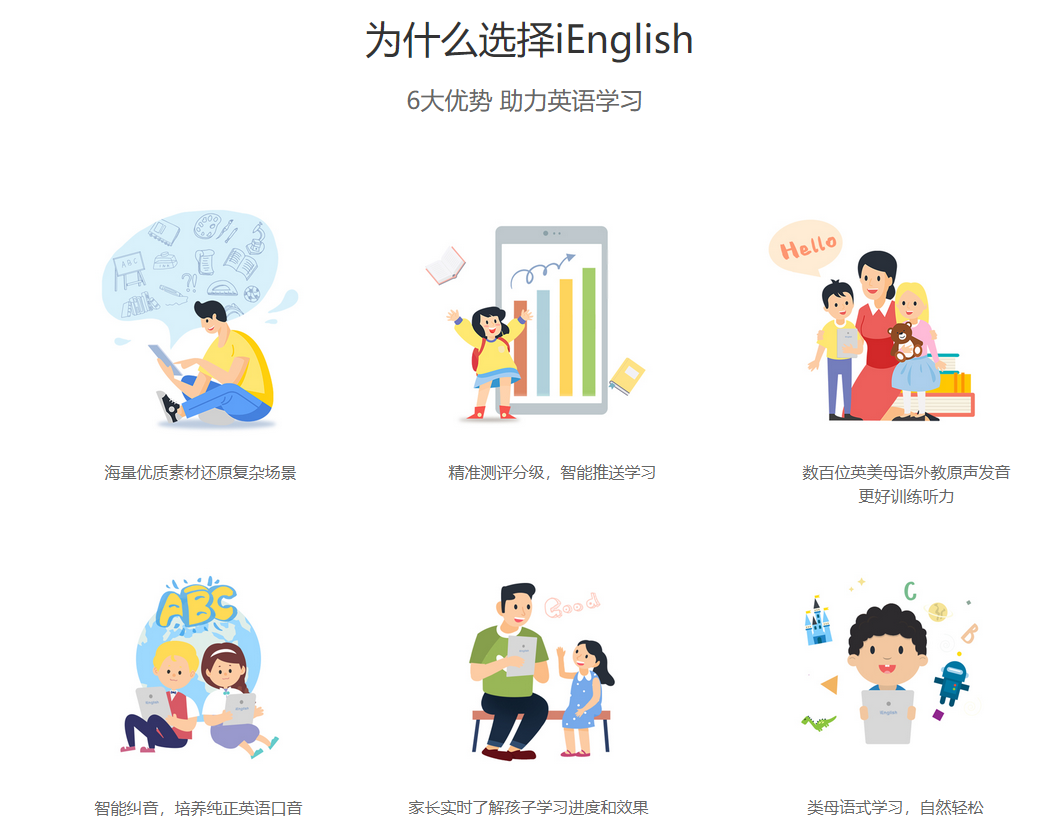 为什么选择iEnglish
6大优势 助力英语学习
ABC
Hello
海量优质素材还原复杂场景
精准测评分级，智能推送学习
数百位英美母语外教原声发音
更好训练听力
ABC
Good
C
B
iEnglish
iEnglish
iEnglish
智能纠音，培养纯正英语口音
家长实时了解孩子学习进度和效果
类母语式学习，自然轻松